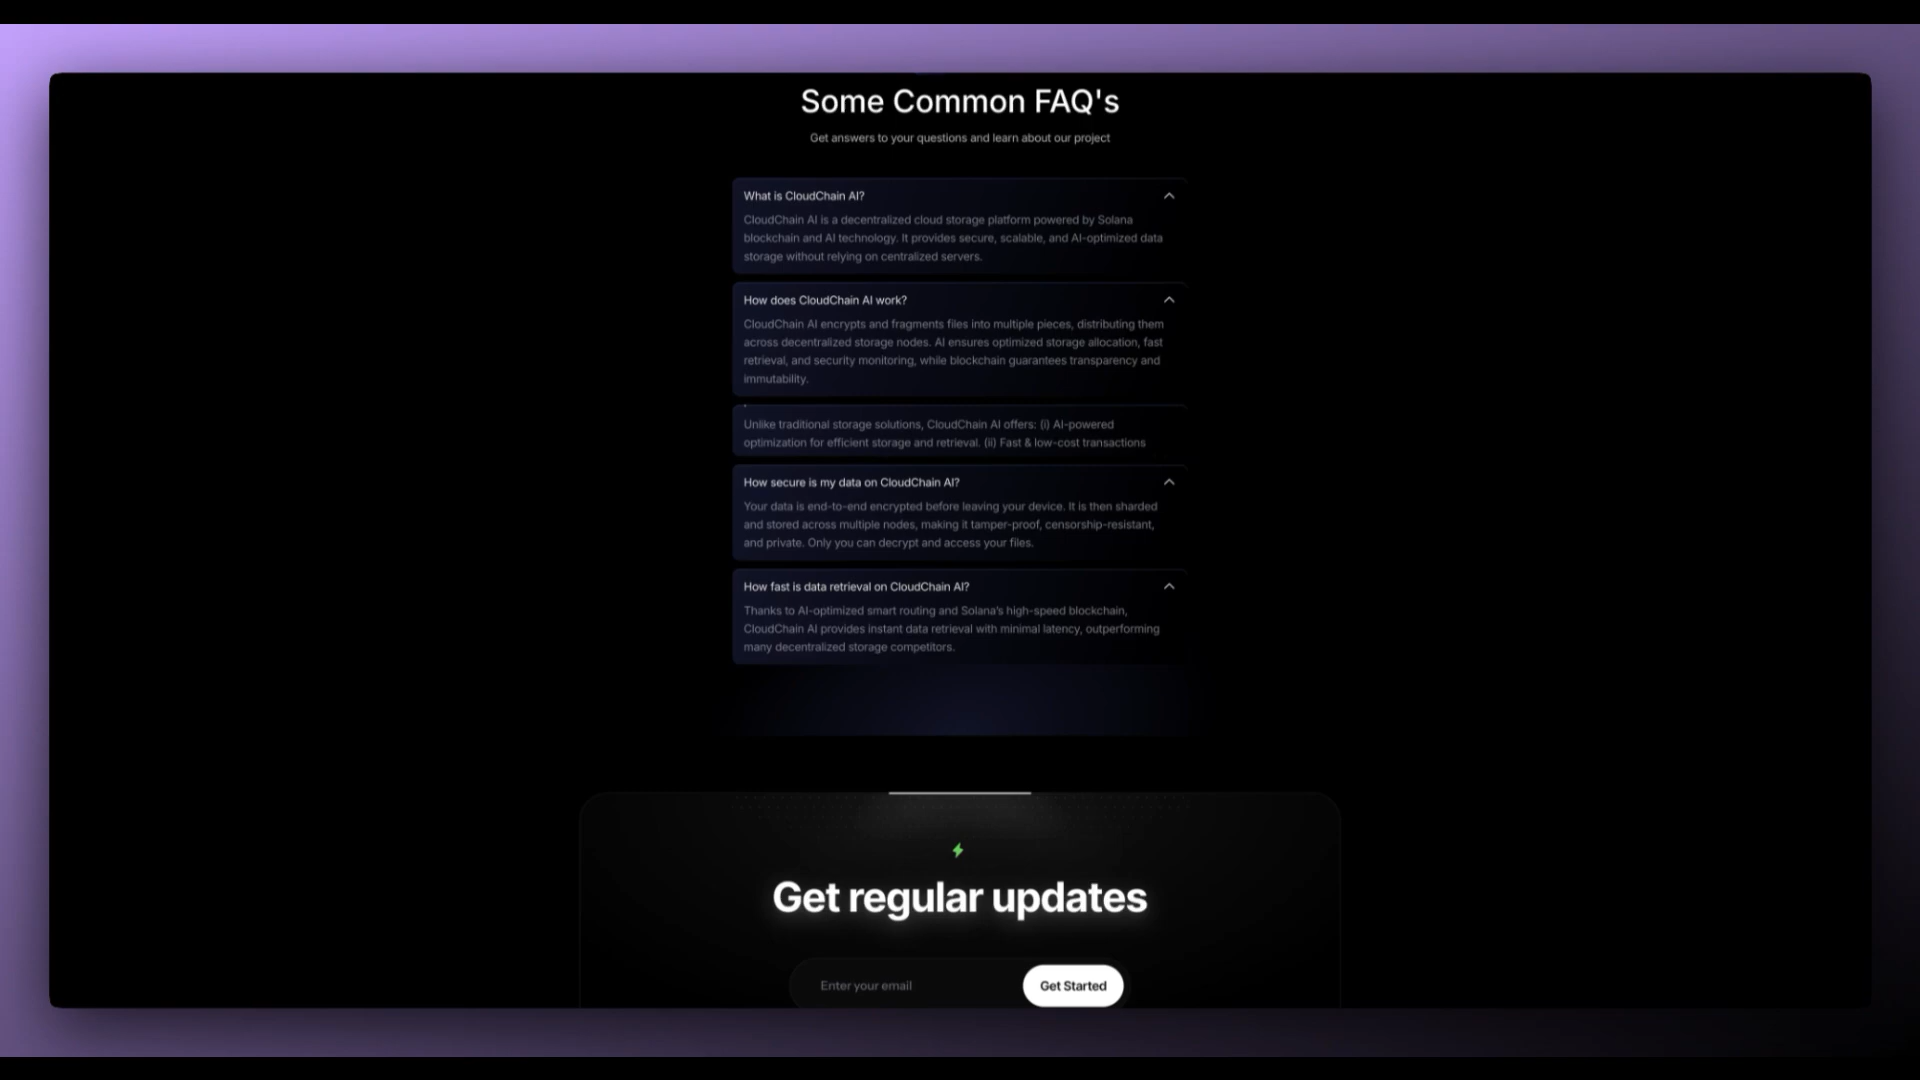 Some Common FAQ's
Get answers to your questions and learn about our project
What is CloudChain AI?
CloudChain AI is a decentralized cloud storage platform powered by Solana
blockchain and AI technology. It provides secure, scalable, and AI-optimized data
storage without relying on centralized servers.
How does CloudChain AI work?
CloudChain AI encrypts and fragments files into multiple pieces, distributing them
across decentralized storage nodes. AI ensures optimized storage allocation, fast
retrieval, and security monitoring, while blockchain guarantees transparency and
immutability.
Unlike traditional storage solutions, CloudChain AI offers: (i) AI-powered
optimization for efficient storage and retrieval. (ii) Fast & low-cost transactions
How secure is my data on CloudChain AI?
Your data is end-to-end encrypted before leaving your device. It is then sharded
and stored across multiple nodes, making it tamper-proof, censorship-resistant,
and private. Only you can decrypt and access your files.
How fast is data retrieval on CloudChain AI?
Thanks to AI-optimized smart routing and Solana's high-speed blockchain,
CloudChain AI provides instant data retrieval with minimal latency, outperforming
many decentralized storage competitors.
Get regular updates
Enter your email
Get Started